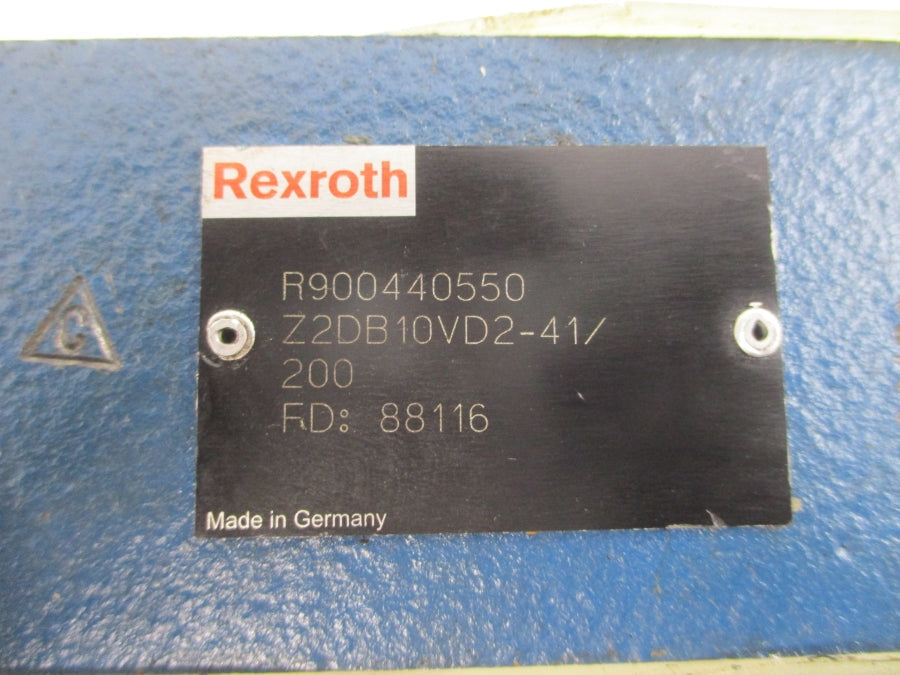 Rexroth
R900440550
Z2DB10VD2-41/
200
FD: 88116
Made in Germany
C